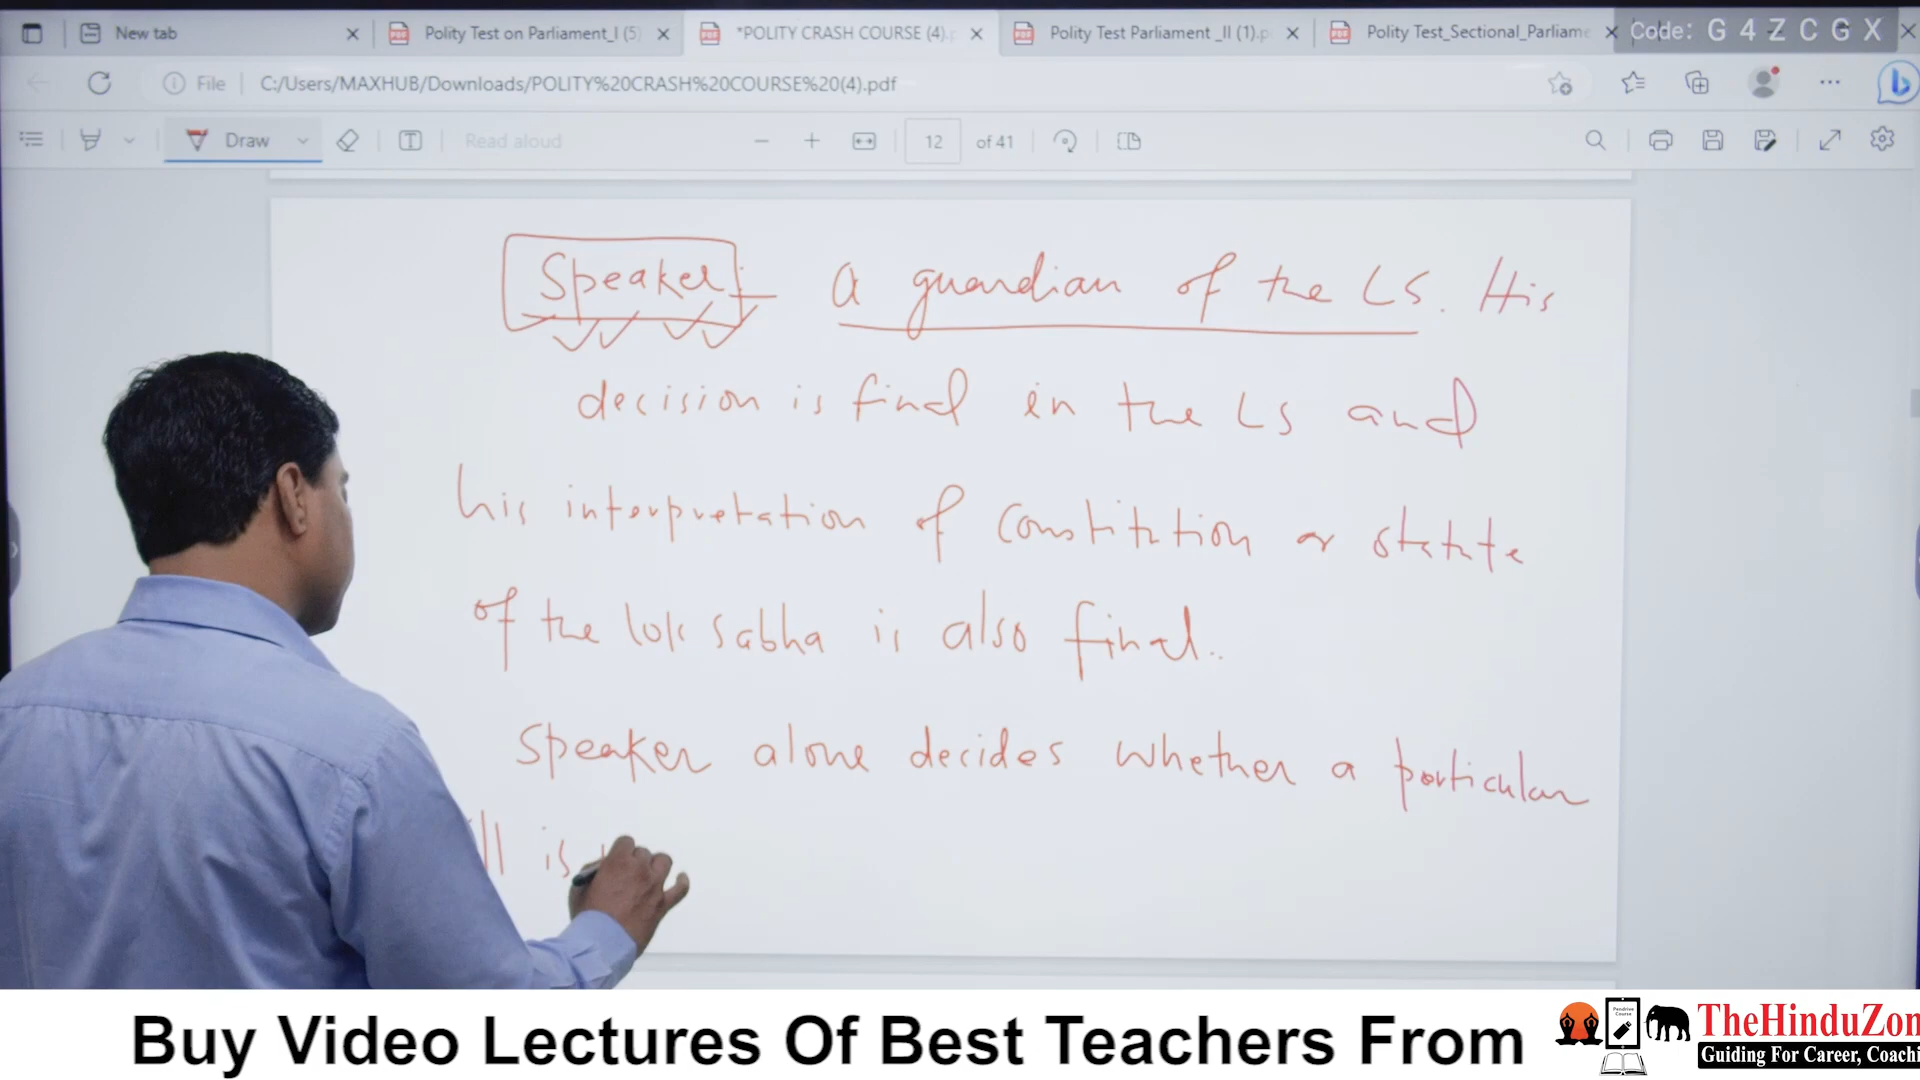 New tab
Polity Test on Parliament_I (5)
*POLITY CRASH COURSE (4).p
Polity Test Parliament _II (1).p
Polity Test_Sectional_Parliame
Code: G 4 Z C G X
File
C:/Users/MAXHUB/Downloads/POLITY%20CRASH%20COURSE%20(4).pdf
Draw
Read aloud
12 of 41
Speaker:- a guardian of the LS. His
decision is final in the LS and
his interpretation of constitution or statute
of the lok sabha is also final..
Speaker alone decides whether a particular
ill is
Buy Video Lectures Of Best Teachers From
Pendrive Course
TheHinduZon
Guiding For Career, Coachi